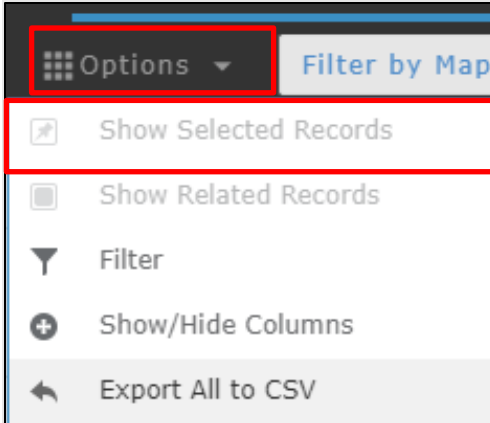 Options Filter by Map
Show Selected Records
Show Related Records
Filter
Show/Hide Columns
Export All to CSV